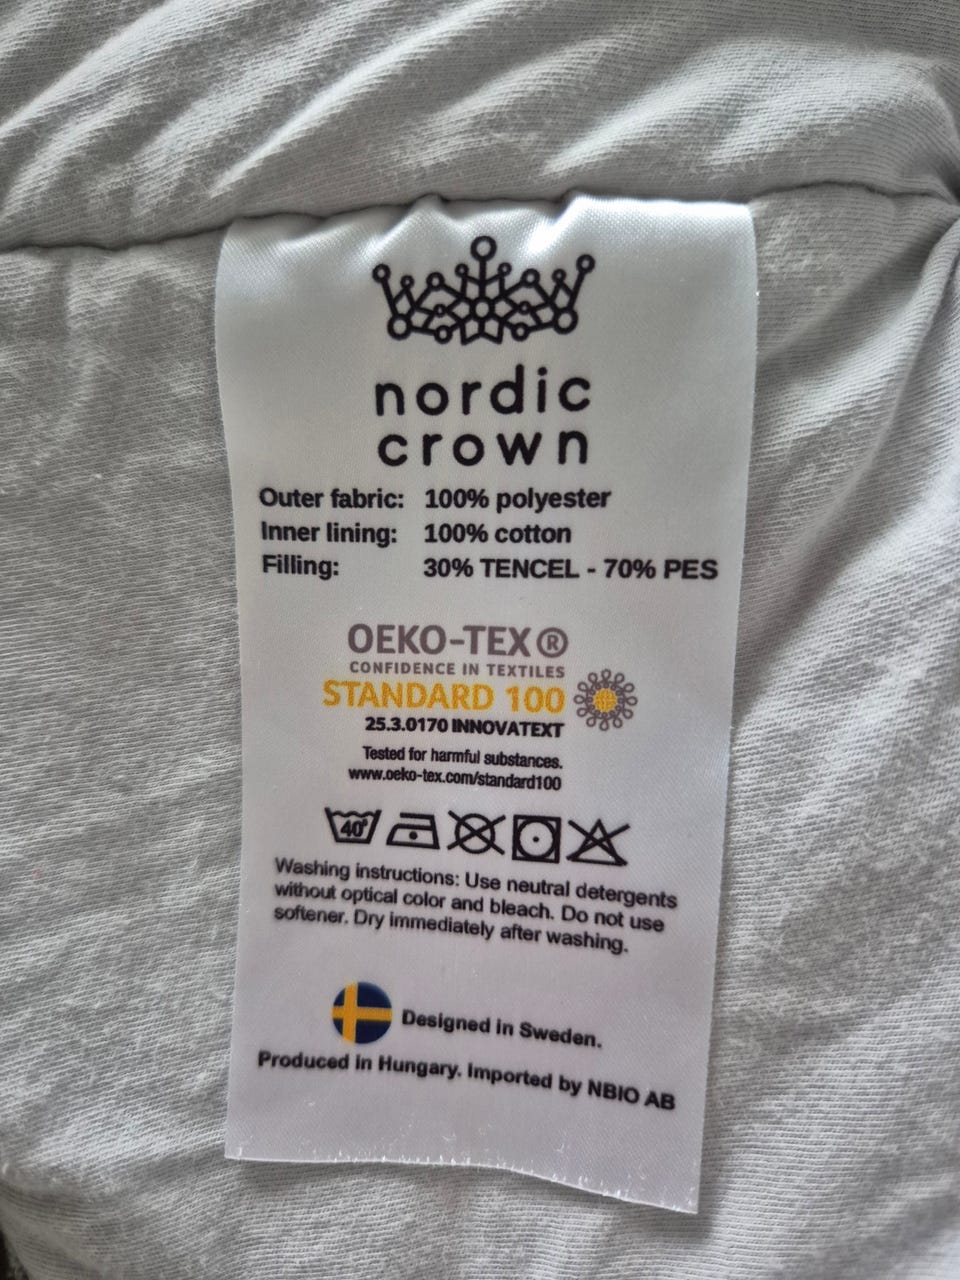 nordic
crown
Outer fabric: 100% polyester
Inner lining: 100% cotton
Filling: 30% TENCEL - 70% PES
OEKO-TEX®
CONFIDENCE IN TEXTILES
STANDARD 100
25.3.0170 INNOVATEXT
Tested for harmful substances.
www.oeko-tex.com/standard100
40°
Washing instructions: Use neutral detergents
without optical color and bleach. Do not use
softener. Dry immediately after washing.
Designed in Sweden.
Produced in Hungary. Imported by NBIO AB